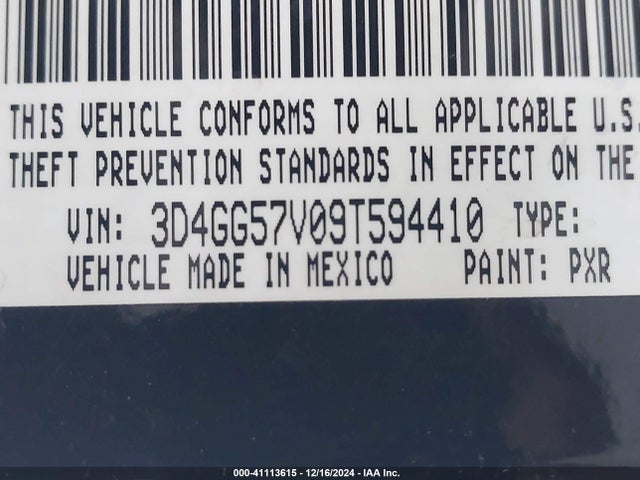 THIS VEHICLE CONFORMS TO ALL APPLICABLE U.S.
THEFT PREVENTION STANDARDS IN EFFECT ON THE
VIN: 3D4GG57V09T594410 TYPE:
VEHICLE MADE IN MEXICO PAINT: PXR
000-41113615 - 12/16/2024 - IAA Inc.